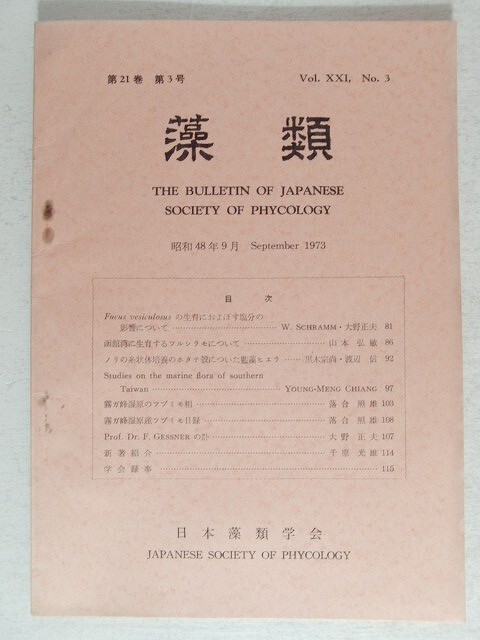 第21巻 第3号 Vol. XXI, No. 3
藻類
THE BULLETIN OF JAPANESE
SOCIETY OF PHYCOLOGY
昭和48年9月 September 1973
目次
Fucus vesiculosus の生育におよぼす塩分の
影響について W. SCHRAMM・大野正夫 81
函館湾に生育するツルシラモについて 山本弘敏 86
ノリの糸状体培養のホタテ殻についた藍藻ヒエラ 黒木宗尚・渡辺信 92
Studies on the marine flora of southern
Taiwan YOUNG-MENG CHIANG 97
霧ガ峰湿原のツヅミモ相 落合照雄 103
霧ガ峰湿原産ツヅミモ目録 落合照雄 108
Prof. Dr. F. GESSNER の訃 大野正夫 107
新著紹介 千原光雄 114
学会録事 115
日本藻類学会
JAPANESE SOCIETY OF PHYCOLOGY